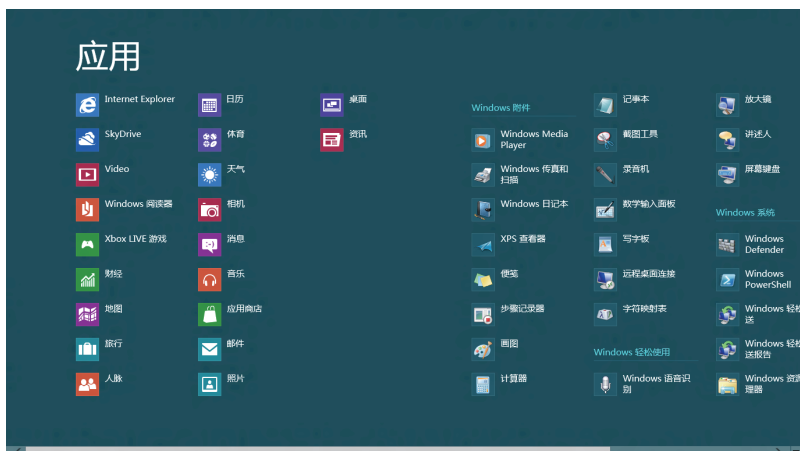 应用
Internet Explorer
SkyDrive
Video
Windows 阅读器
Xbox LIVE 游戏
财经
地图
旅行
人脉
日历
体育
天气
相机
消息
音乐
应用商店
邮件
照片
桌面
资讯
Windows 附件
Windows Media
Player
Windows 传真和
扫描
Windows 日记本
XPS 查看器
便笺
步骤记录器
画图
计算器
记事本
截图工具
录音机
数学输入面板
写字板
远程桌面连接
字符映射表
Windows 轻松使用
Windows 语音识
别
放大镜
讲述人
屏幕键盘
Windows 系统
Windows
Defender
Windows
PowerShell
Windows 轻松
送
Windows 轻松
送报告
Windows 资源
理器